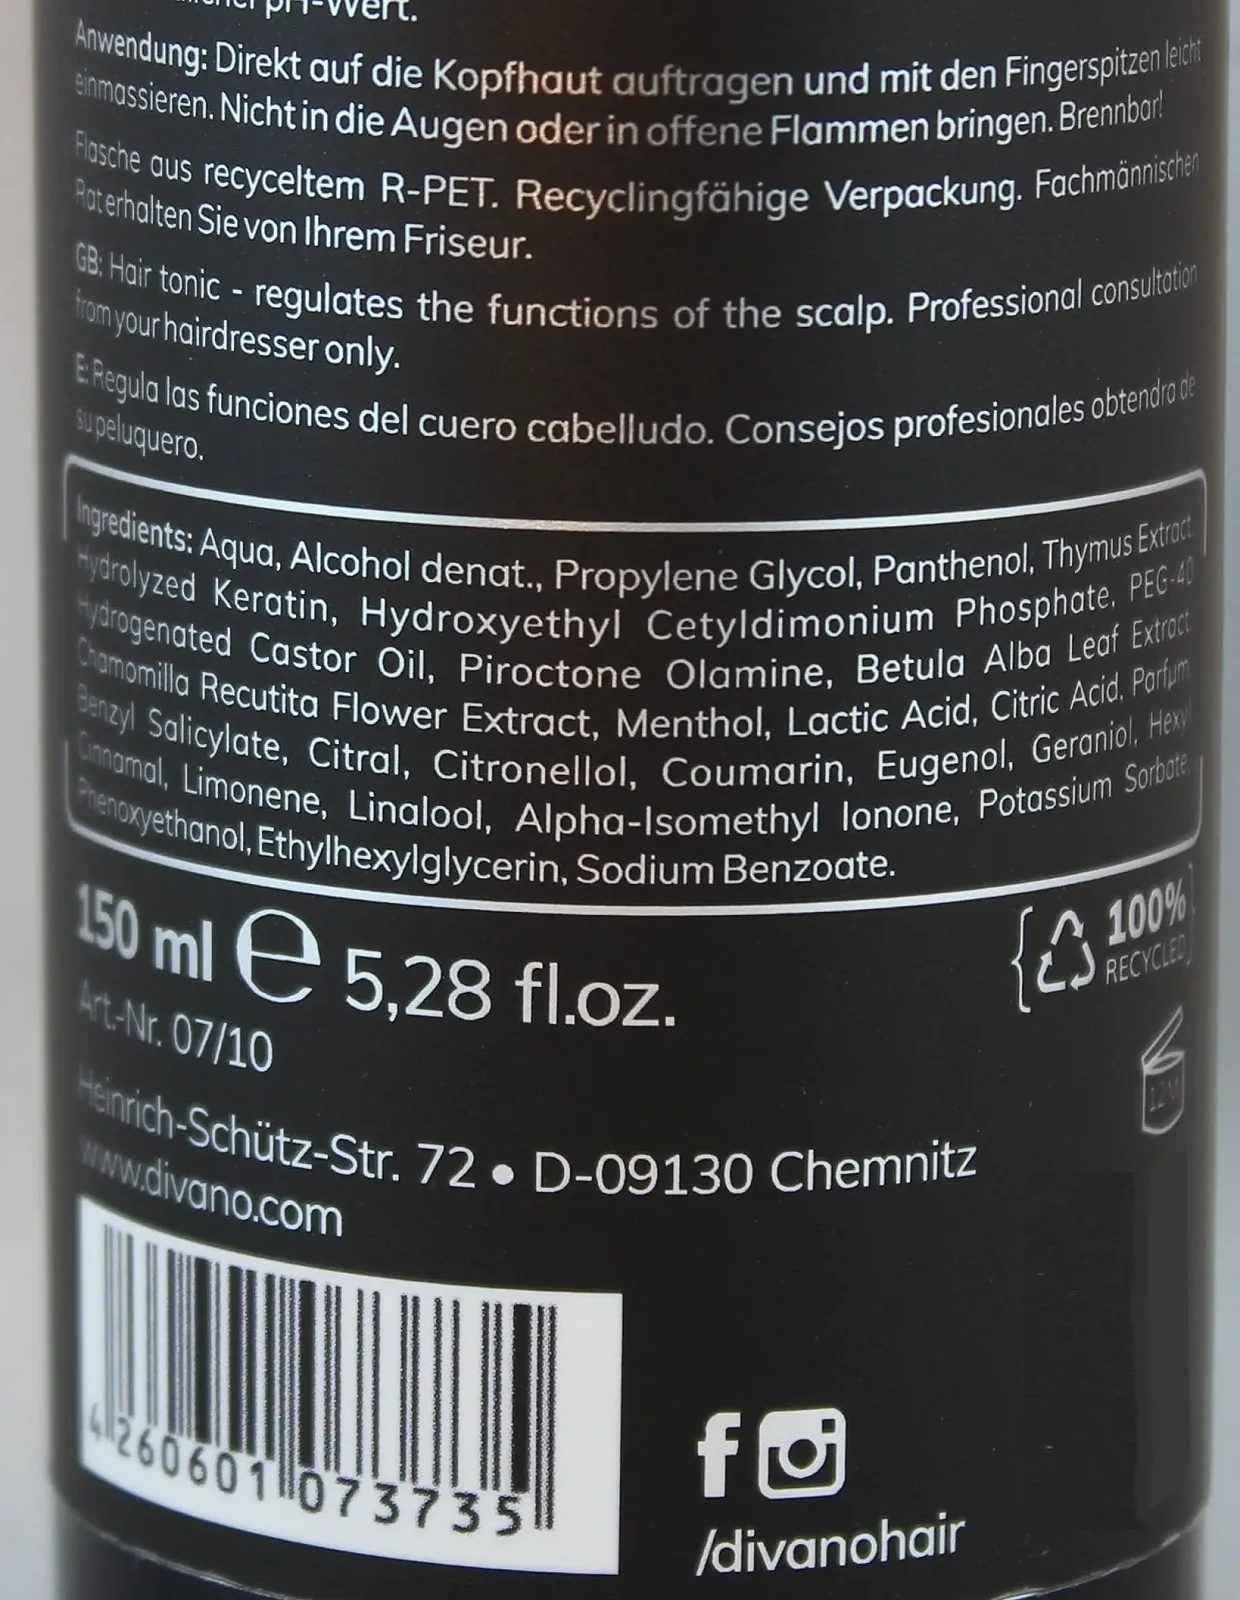 pH-Wert.
Anwendung: Direkt auf die Kopfhaut auftragen und mit den Fingerspitzen leicht
einmassieren. Nicht in die Augen oder in offene Flammen bringen. Brennbar!
Flasche aus recyceltem R-PET. Recyclingfähige Verpackung. Fachmännischen
Rat erhalten Sie von Ihrem Friseur.
GB: Hair tonic - regulates the functions of the scalp. Professional consultation
from your hairdresser only.
E: Regula las funciones del cuero cabelludo. Consejos profesionales obtendra de
su peluquero.
Ingredients: Aqua, Alcohol denat., Propylene Glycol, Panthenol, Thymus Extract,
Hydrolyzed Keratin, Hydroxyethyl Cetyldimonium Phosphate, PEG-40
Hydrogenated Castor Oil, Piroctone Olamine, Betula Alba Leaf Extract,
Chamomilla Recutita Flower Extract, Menthol, Lactic Acid, Citric Acid, Parfum,
Benzyl Salicylate, Citral, Citronellol, Coumarin, Eugenol, Geraniol, Hexyl
Cinnamal, Limonene, Linalool, Alpha-Isomethyl Ionone, Potassium Sorbate,
Phenoxyethanol, Ethylhexylglycerin, Sodium Benzoate.
150 ml ℮ 5,28 fl.oz.
100%
RECYCLED
Art.-Nr. 07/10
12 M
Heinrich-Schütz-Str. 72 • D-09130 Chemnitz
www.divano.com
4 260601 073735
/divanohair